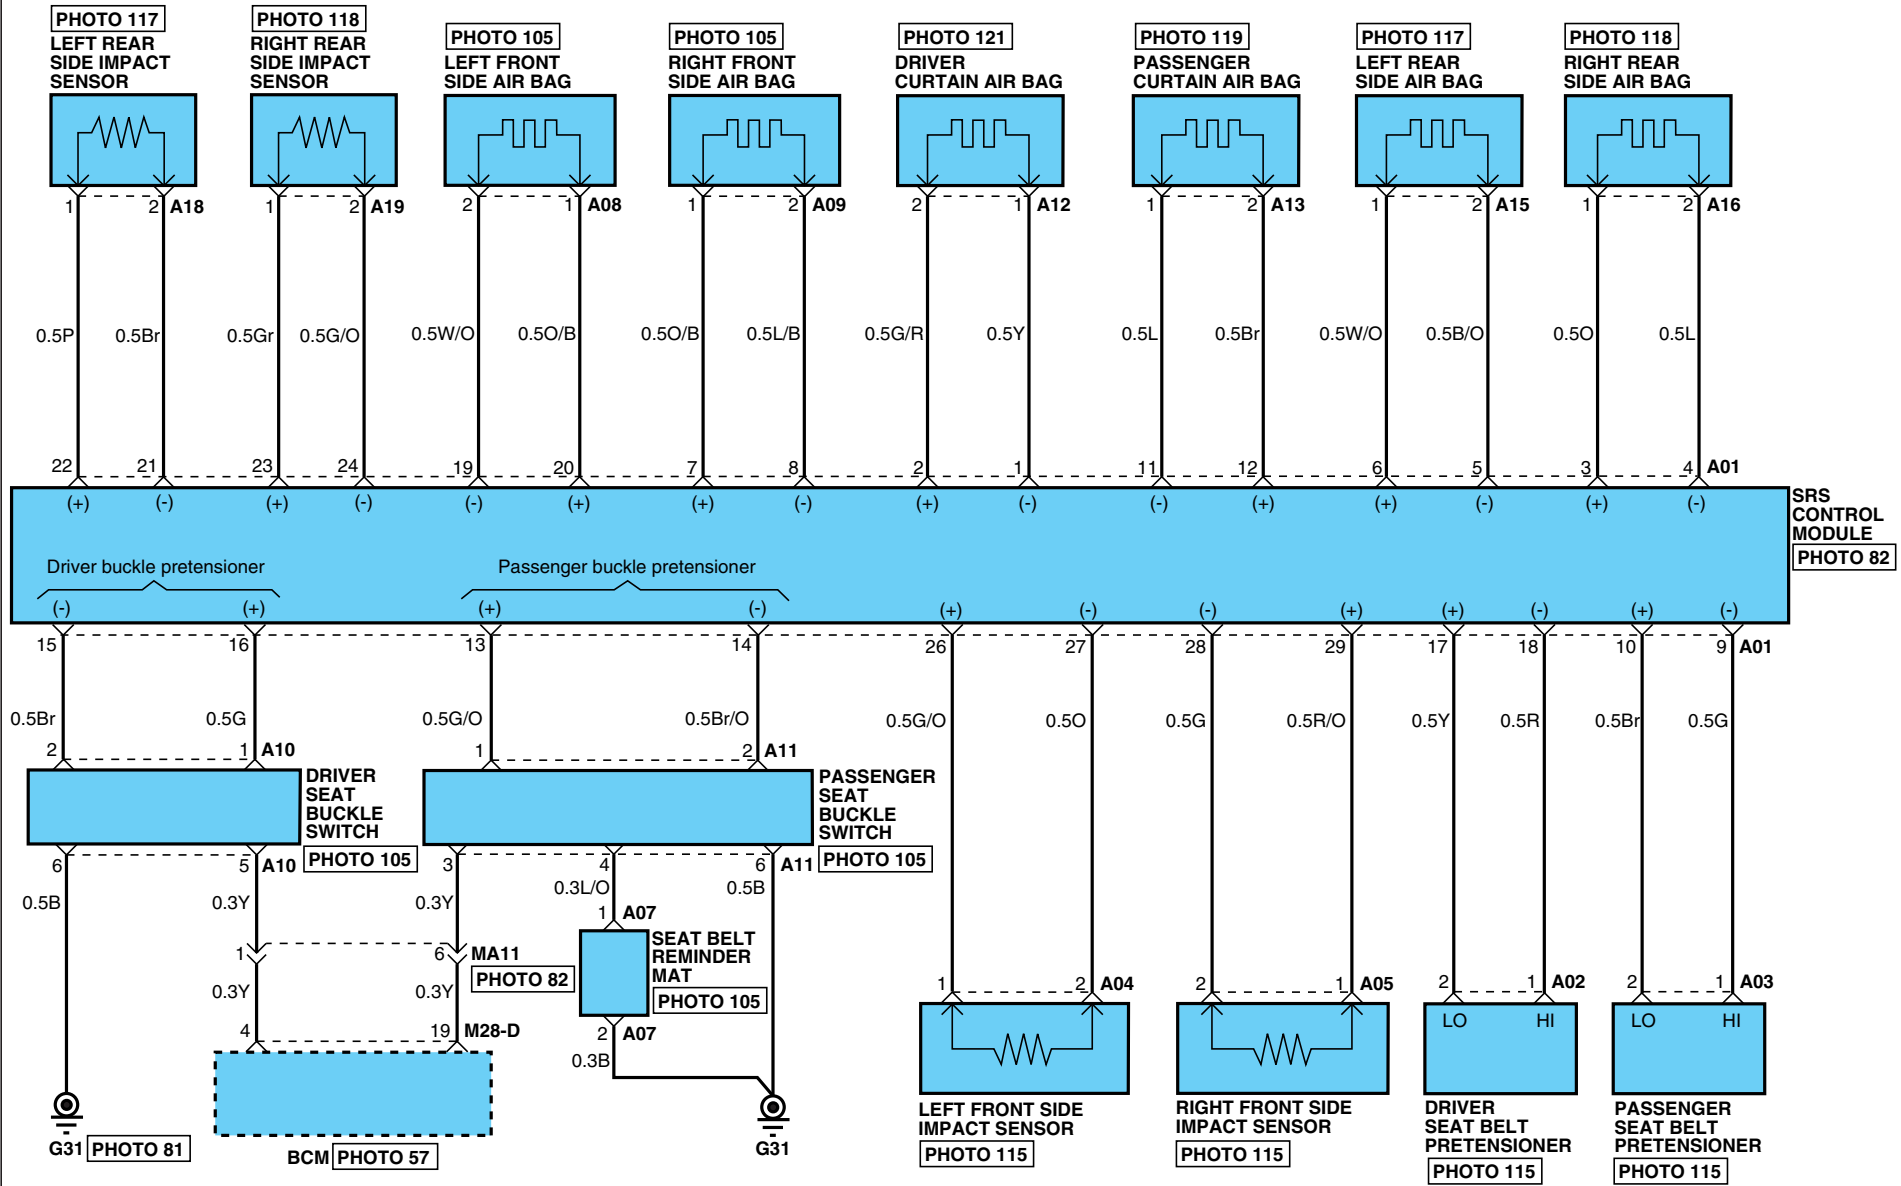 PHOTO 117
LEFT REAR
SIDE IMPACT
SENSOR
PHOTO 118
RIGHT REAR
SIDE IMPACT
SENSOR
PHOTO 105
LEFT FRONT
SIDE AIR BAG
PHOTO 105
RIGHT FRONT
SIDE AIR BAG
PHOTO 121
DRIVER
CURTAIN AIR BAG
PHOTO 119
PASSENGER
CURTAIN AIR BAG
PHOTO 117
LEFT REAR
SIDE AIR BAG
PHOTO 118
RIGHT REAR
SIDE AIR BAG
1 2 A18 1 2 A19 2 1 A08 1 2 A09 2 1 A12 1 2 A13 1 2 A15 1 2 A16
0.5P 0.5Br 0.5Gr 0.5G/O 0.5W/O 0.5O/B 0.5O/B 0.5L/B 0.5G/R 0.5Y 0.5L 0.5Br 0.5W/O 0.5B/O 0.5O 0.5L
22 21 23 24 19 20 7 8 2 1 11 12 6 5 3 4 A01
(+) (-) (+) (-) (-) (+) (+) (-) (+) (-) (-) (+) (+) (-) (+) (-)
SRS
CONTROL
MODULE
PHOTO 82
Driver buckle pretensioner Passenger buckle pretensioner
(-) (+) (+) (-) (+) (-) (-) (+) (+) (-) (+) (-)
15 16 13 14 26 27 28 29 17 18 10 9 A01
0.5Br 0.5G 0.5G/O 0.5Br/O 0.5G/O 0.5O 0.5G 0.5R/O 0.5Y 0.5R 0.5Br 0.5G
2 1 A10 1 2 A11
DRIVER
SEAT
BUCKLE
SWITCH
PHOTO 105
PASSENGER
SEAT
BUCKLE
SWITCH
PHOTO 105
6 5 A10 3 4 6 A11
0.5B 0.3Y 0.3Y 0.3L/O 0.5B
1 A07
1 6 MA11
PHOTO 82
SEAT BELT
REMINDER
MAT
PHOTO 105
0.3Y 0.3Y
4 19 M28-D
2 A07
0.3B
1 2 A04 2 1 A05 2 1 A02 2 1 A03
LO HI LO HI
G31 PHOTO 81
BCM PHOTO 57
G31
LEFT FRONT SIDE
IMPACT SENSOR
PHOTO 115
RIGHT FRONT SIDE
IMPACT SENSOR
PHOTO 115
DRIVER
SEAT BELT
PRETENSIONER
PHOTO 115
PASSENGER
SEAT BELT
PRETENSIONER
PHOTO 115